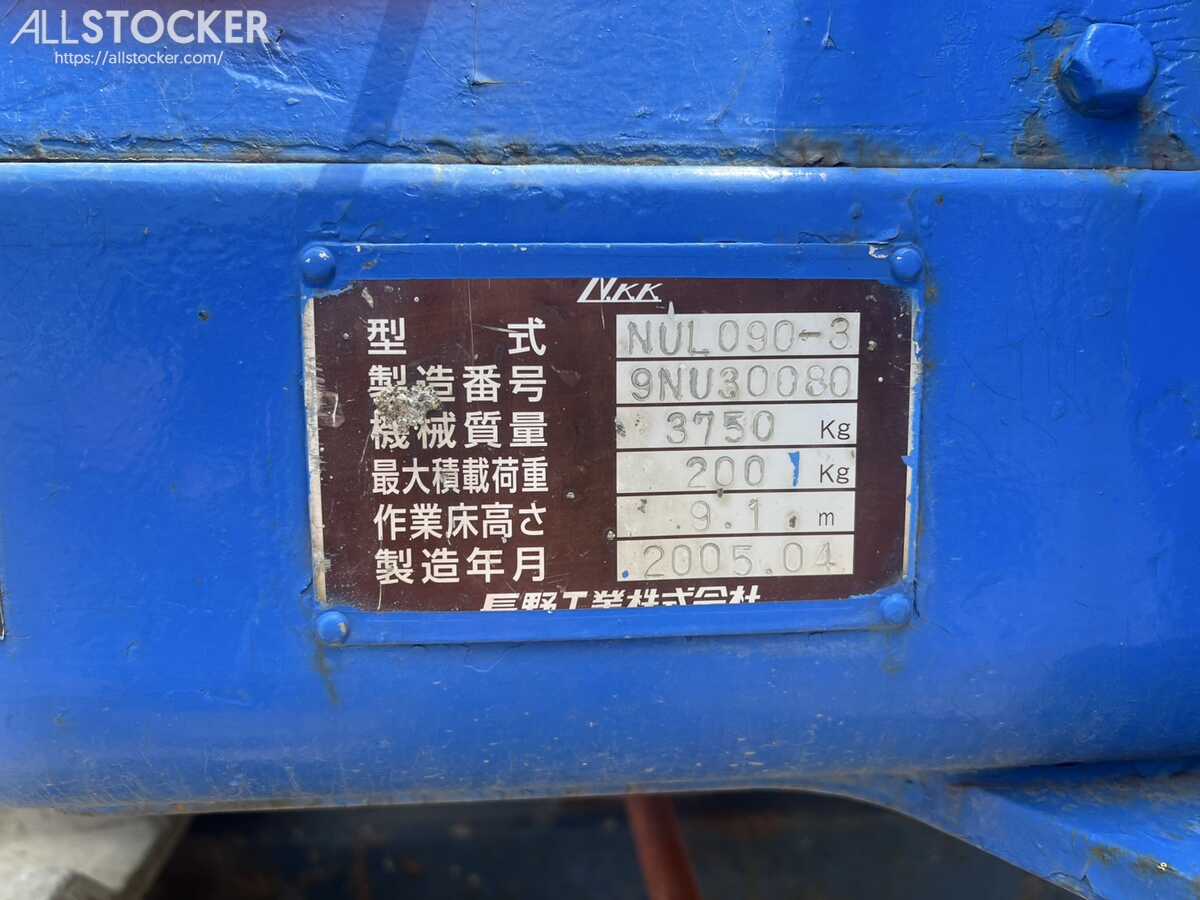 ALLSTOCKER
https://allstocker.com/
N.K.K.
型式 NUL090-3
製造番号 9NU30080
機械質量 3750 Kg
最大積載荷重 200 Kg
作業床高さ 9.1 m
製造年月 2005.04
長野工業株式会社